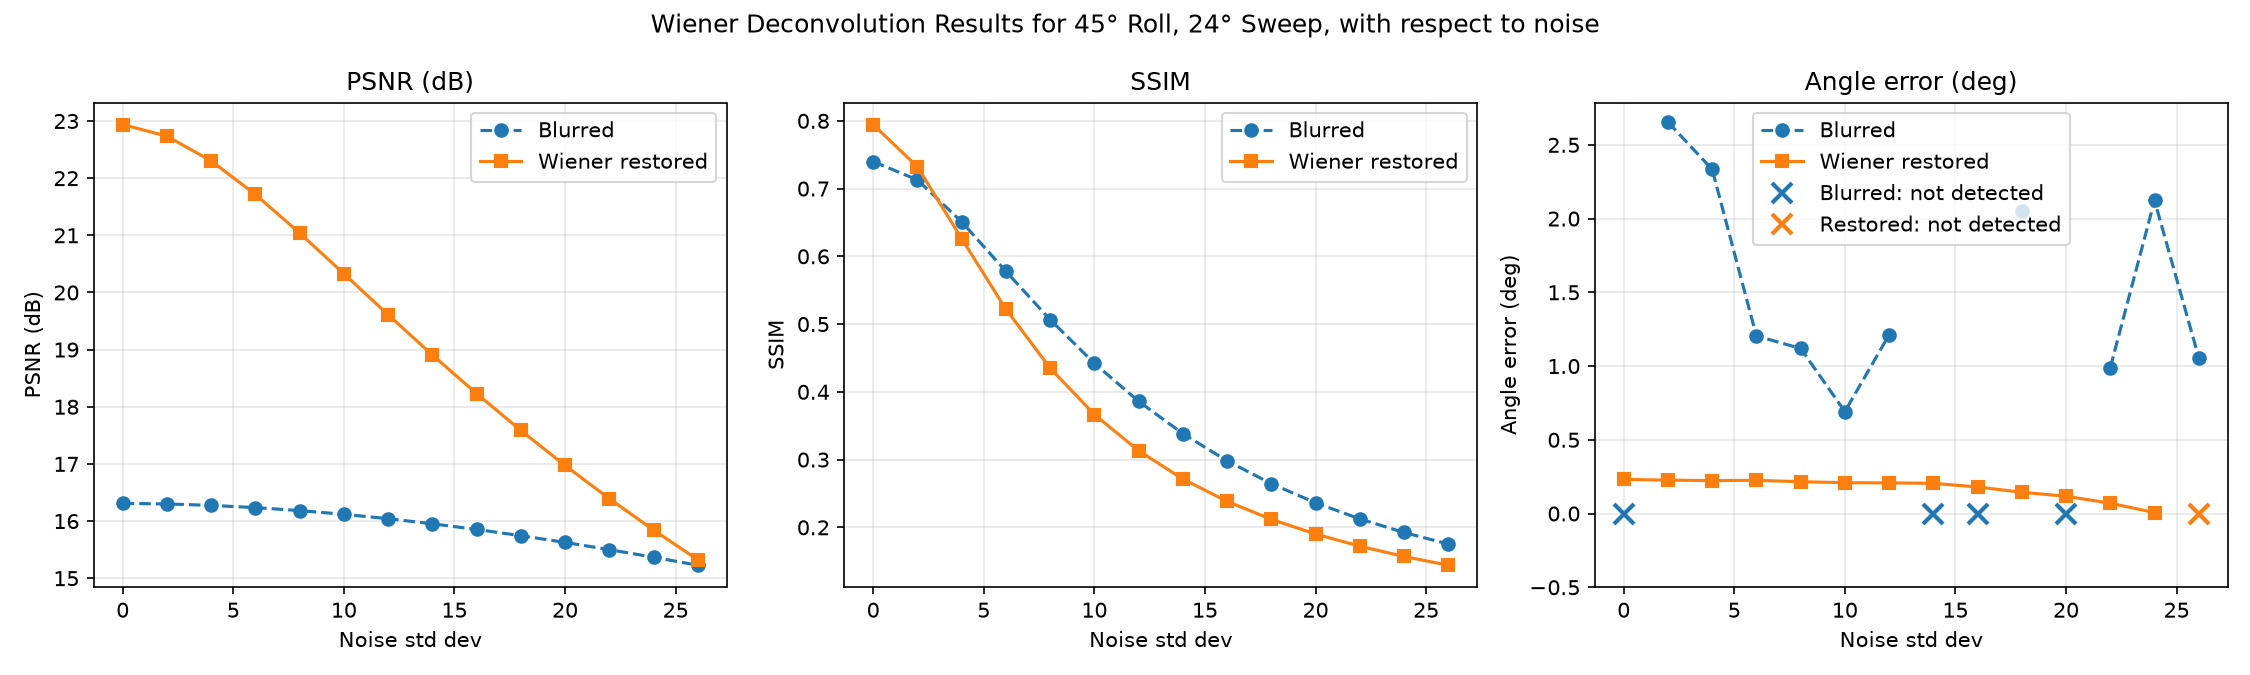 Wiener Deconvolution Results for 45° Roll, 24° Sweep, with respect to noise
PSNR (dB)
PSNR (dB)
23
22
21
20
19
18
17
16
15
0 5 10 15 20 25
Noise std dev
Blurred
Wiener restored
SSIM
SSIM
0.8
0.7
0.6
0.5
0.4
0.3
0.2
0 5 10 15 20 25
Noise std dev
Blurred
Wiener restored
Angle error (deg)
Angle error (deg)
2.5
2.0
1.5
1.0
0.5
0.0
−0.5
0 5 10 15 20 25
Noise std dev
Blurred
Wiener restored
Blurred: not detected
Restored: not detected